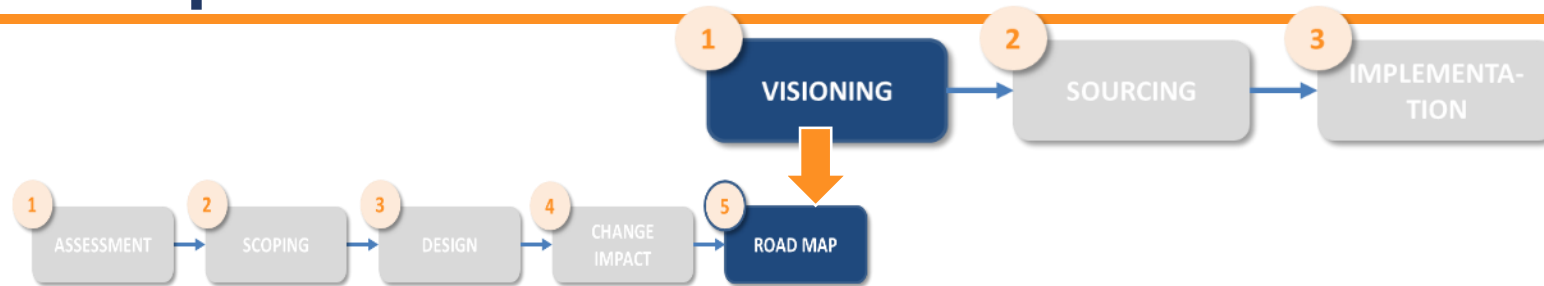 1
VISIONING
2
SOURCING
3
IMPLEMENTA-
TION
1
ASSESSMENT
2
SCOPING
3
DESIGN
4
CHANGE
IMPACT
5
ROAD MAP